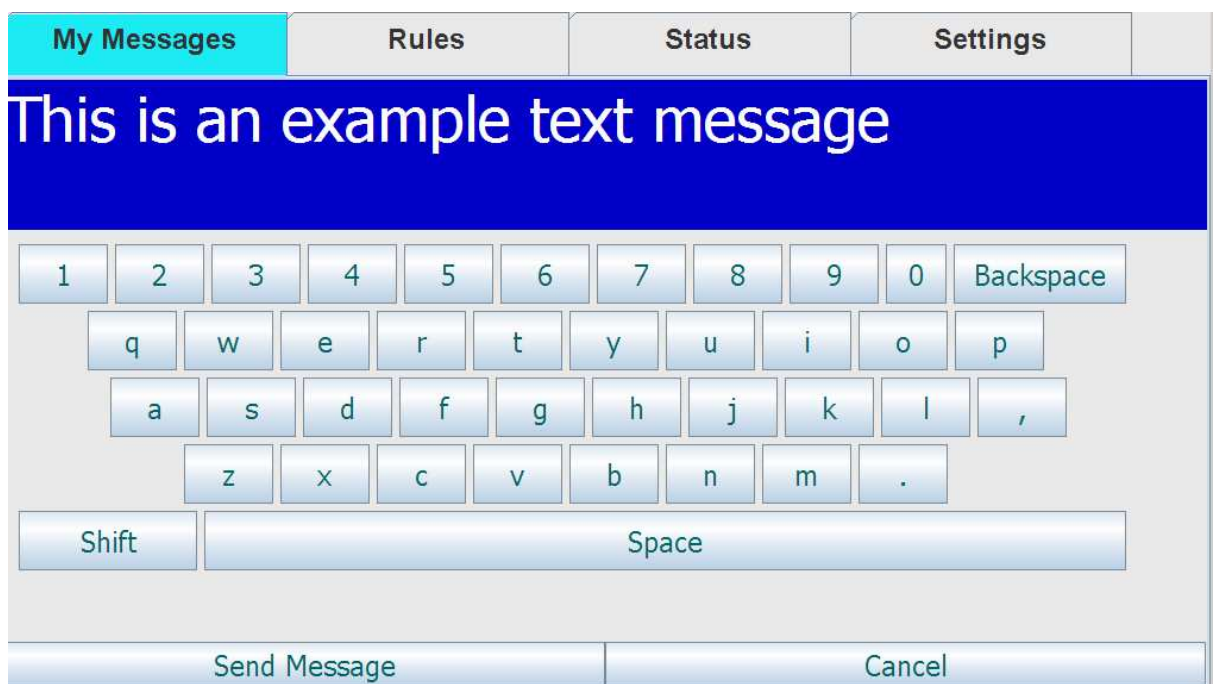 My Messages Rules Status Settings
This is an example text message
1 2 3 4 5 6 7 8 9 0 Backspace
q w e r t y u i o p
a s d f g h j k l ,
z x c v b n m .
Shift Space
Send Message Cancel